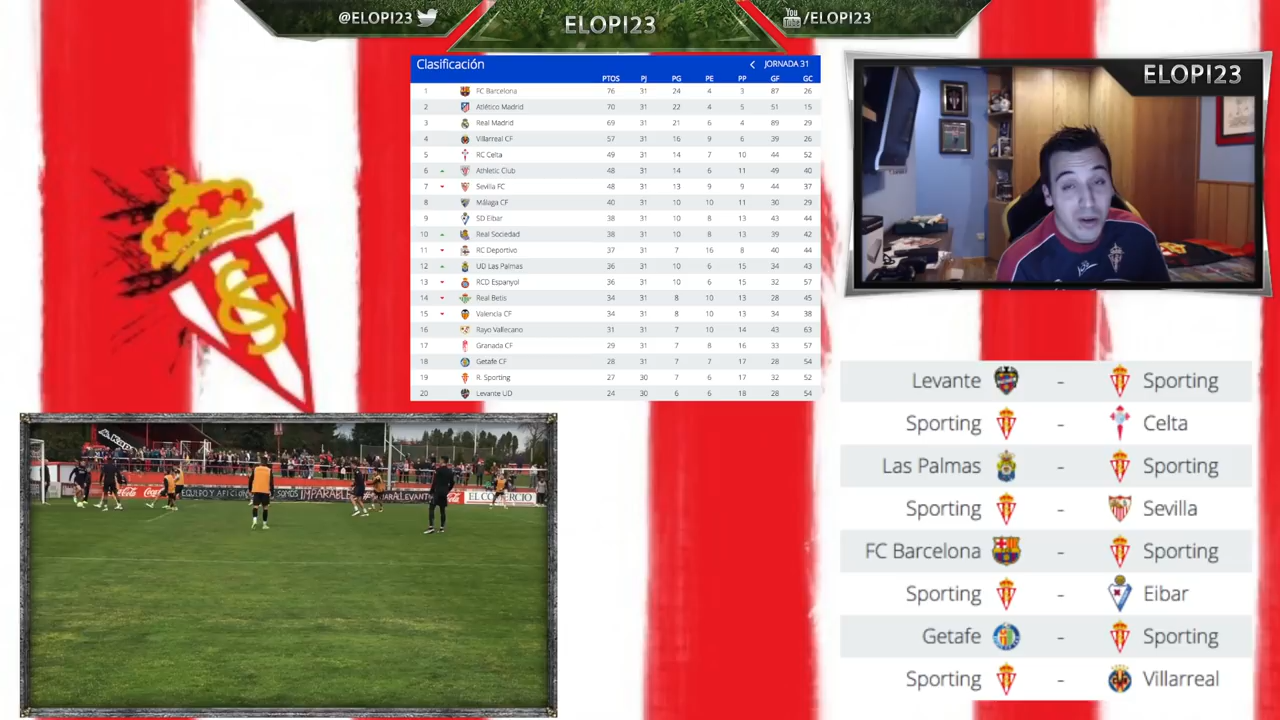 @ELOPI23
ELOPI23
You Tube /ELOPI23
Clasificación
JORNADA 31
PTOS PJ PG PE PP GF GC
1 FC Barcelona 76 31 24 4 3 87 26
2 Atlético Madrid 70 31 22 4 5 51 15
3 Real Madrid 69 31 21 6 4 89 29
4 Villarreal CF 57 31 16 9 6 39 26
5 RC Celta 49 31 14 7 10 44 52
6 Athletic Club 48 31 14 6 11 49 40
7 Sevilla FC 48 31 13 9 9 44 37
8 Málaga CF 40 31 10 10 11 30 29
9 SD Eibar 38 31 10 8 13 43 44
10 Real Sociedad 38 31 10 8 13 39 42
11 RC Deportivo 37 31 7 16 8 40 44
12 UD Las Palmas 36 31 10 6 15 34 43
13 RCD Espanyol 36 31 10 6 15 32 57
14 Real Betis 34 31 8 10 13 28 45
15 Valencia CF 34 31 8 10 13 34 38
16 Rayo Vallecano 31 31 7 10 14 43 63
17 Granada CF 29 31 7 8 16 33 57
18 Getafe CF 28 31 7 7 17 28 54
19 R. Sporting 27 30 7 6 17 32 52
20 Levante UD 24 30 6 6 18 28 54
ELOPI23
Levante - Sporting
Sporting - Celta
Las Palmas - Sporting
Sporting - Sevilla
FC Barcelona - Sporting
Sporting - Eibar
Getafe - Sporting
Sporting - Villarreal
Kappa
Coca-Cola
EQUIPO Y AFICIÓN SOMOS IMPARABLES
EL COMERCIO